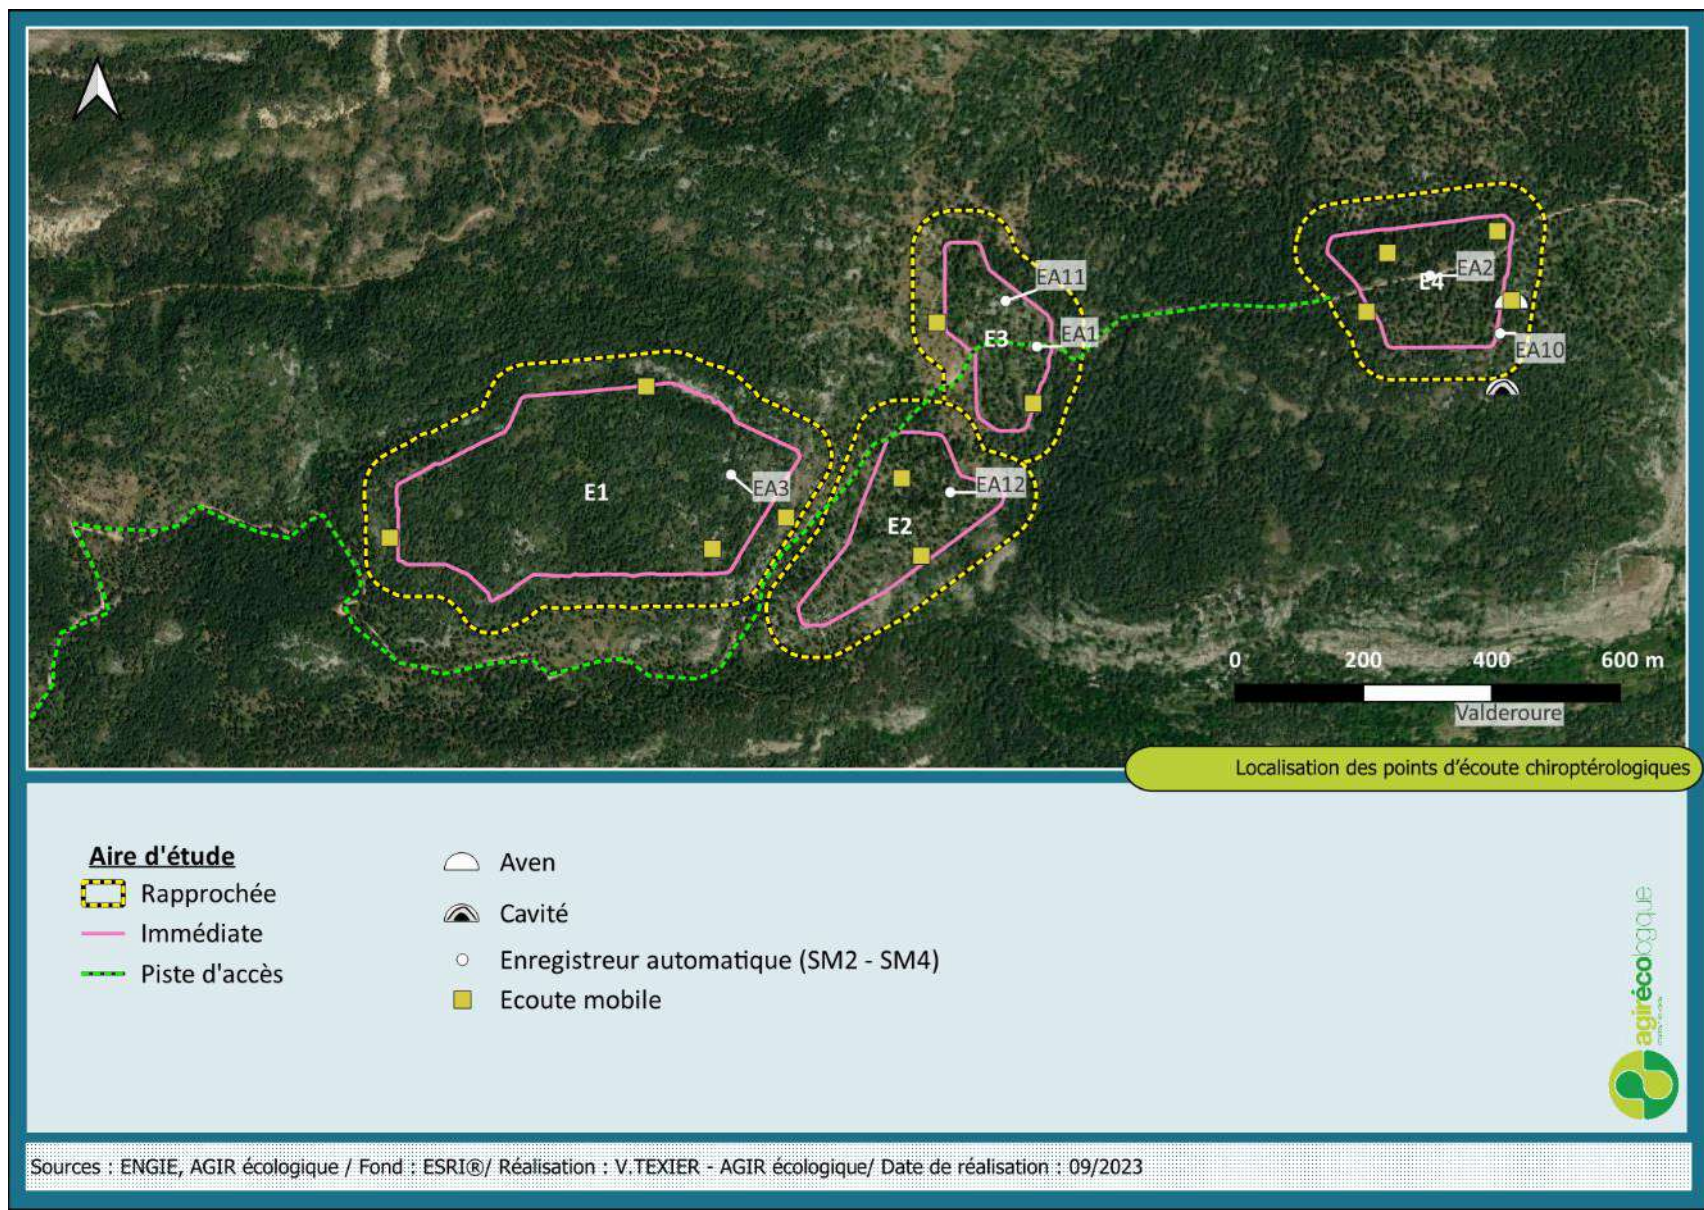 EA11
EA1
E3
EA2
E4
EA10
E1
EA3
EA12
E2
0 200 400 600 m
Valderoure
Localisation des points d'écoute chiroptérologiques
Aire d'étude
Rapprochée
Immédiate
Piste d'accès
Aven
Cavité
Enregistreur automatique (SM2 - SM4)
Ecoute mobile
agirécologique
Sources : ENGIE, AGIR écologique / Fond : ESRI®/ Réalisation : V.TEXIER - AGIR écologique/ Date de réalisation : 09/2023